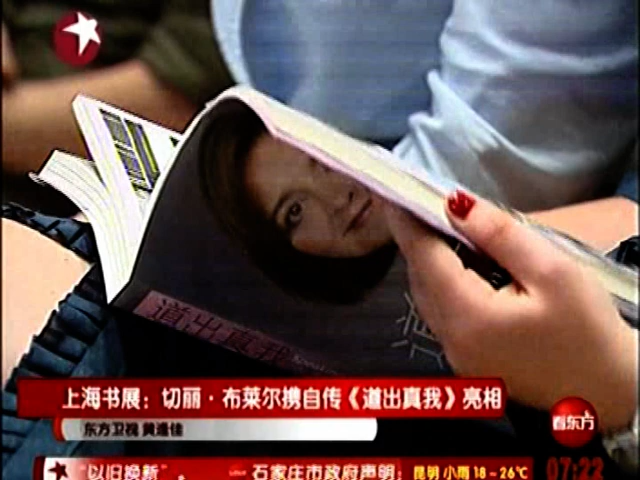 道出真我
上海书展：切丽·布莱尔携自传《道出真我》亮相
东方卫视 黄逢佳
看东方
"以旧换新"。
石家庄市政府声明：
昆明 小雨 18－26℃
07:22